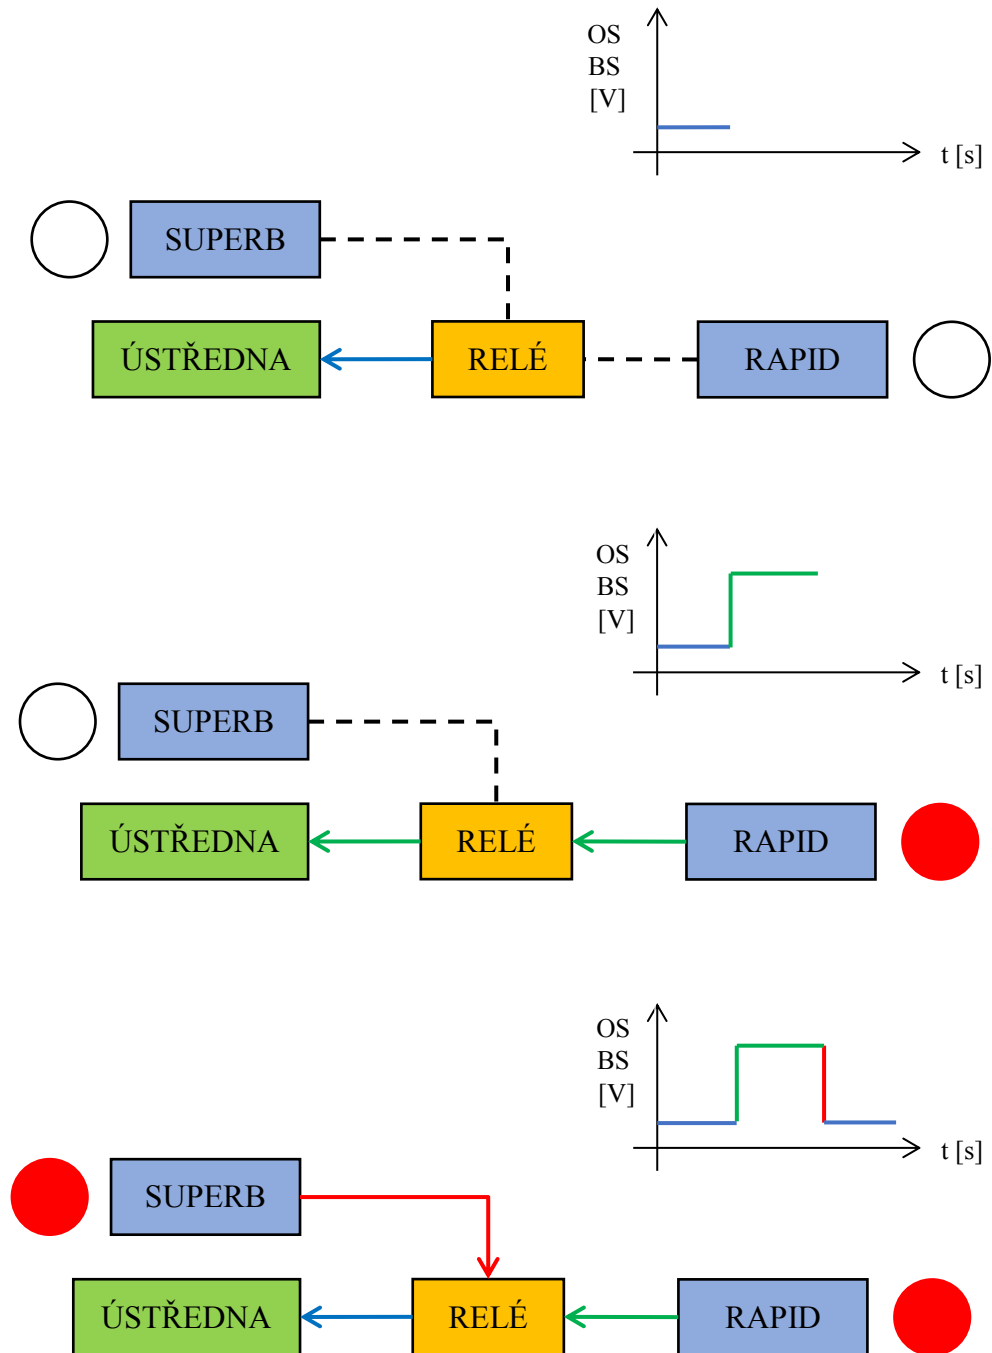 OS
BS
[V]
t [s]
SUPERB
ÚSTŘEDNA
RELÉ
RAPID
OS
BS
[V]
t [s]
SUPERB
ÚSTŘEDNA
RELÉ
RAPID
OS
BS
[V]
t [s]
SUPERB
ÚSTŘEDNA
RELÉ
RAPID